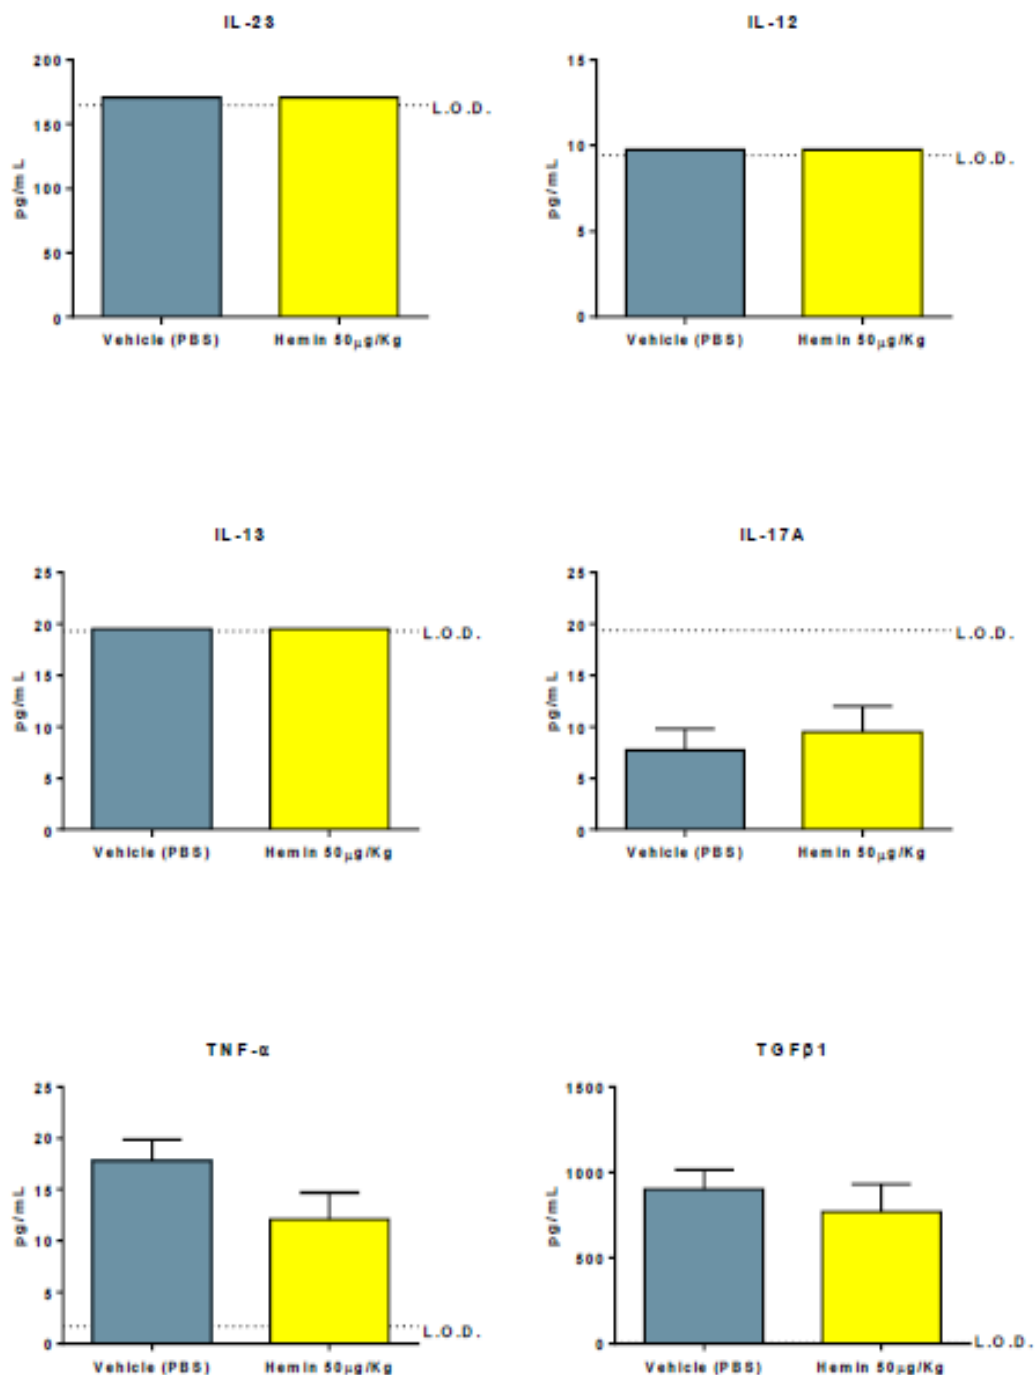 IL-23
200
150
100
50
0
pg/mL
L.O.D.
Vehicle (PBS)
Hemin 50µg/Kg
IL-12
15
10
5
0
pg/mL
L.O.D.
Vehicle (PBS)
Hemin 50µg/Kg
IL-13
25
20
15
10
5
0
pg/mL
L.O.D.
Vehicle (PBS)
Hemin 50µg/Kg
IL-17A
25
20
15
10
5
0
pg/mL
L.O.D.
Vehicle (PBS)
Hemin 50µg/Kg
TNF-α
25
20
15
10
5
0
pg/mL
L.O.D.
Vehicle (PBS)
Hemin 50µg/Kg
TGFβ1
1500
1000
500
0
pg/mL
L.O.D.
Vehicle (PBS)
Hemin 50µg/Kg